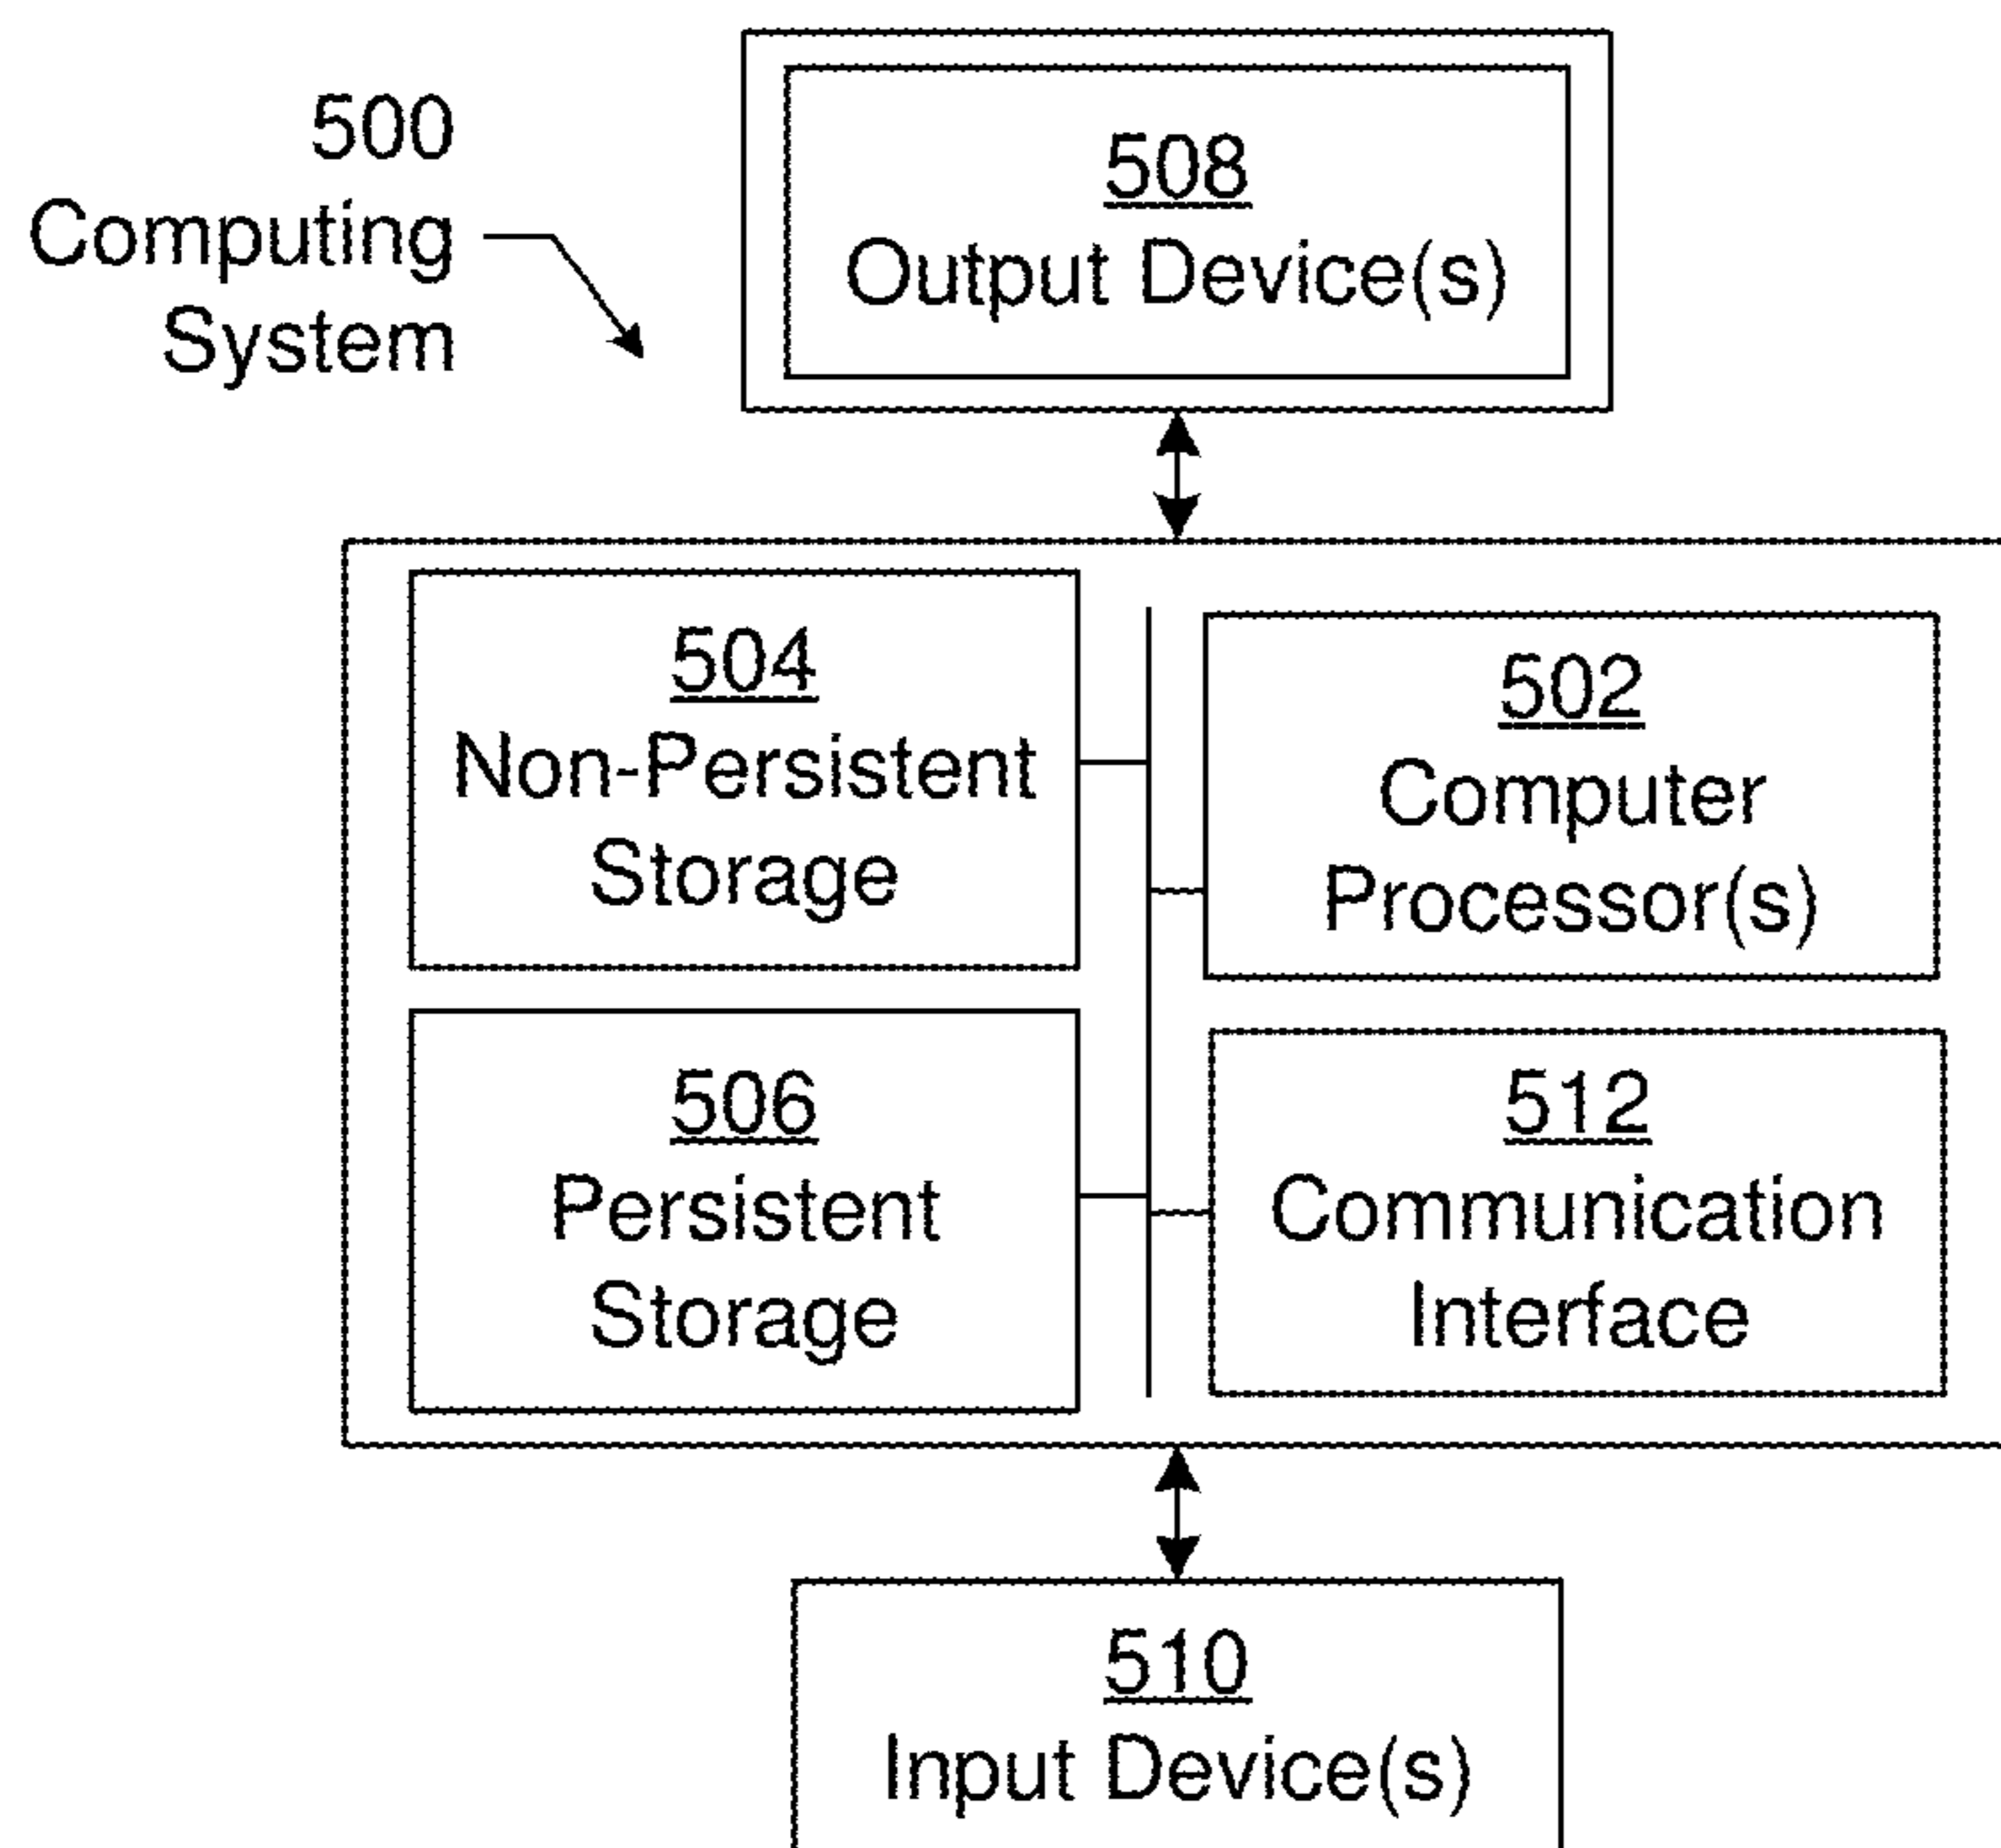 500
Computing
System
508
Output Device(s)
504
Non-Persistent
Storage
502
Computer
Processor(s)
506
Persistent
Storage
512
Communication
Interface
510
Input Device(s)